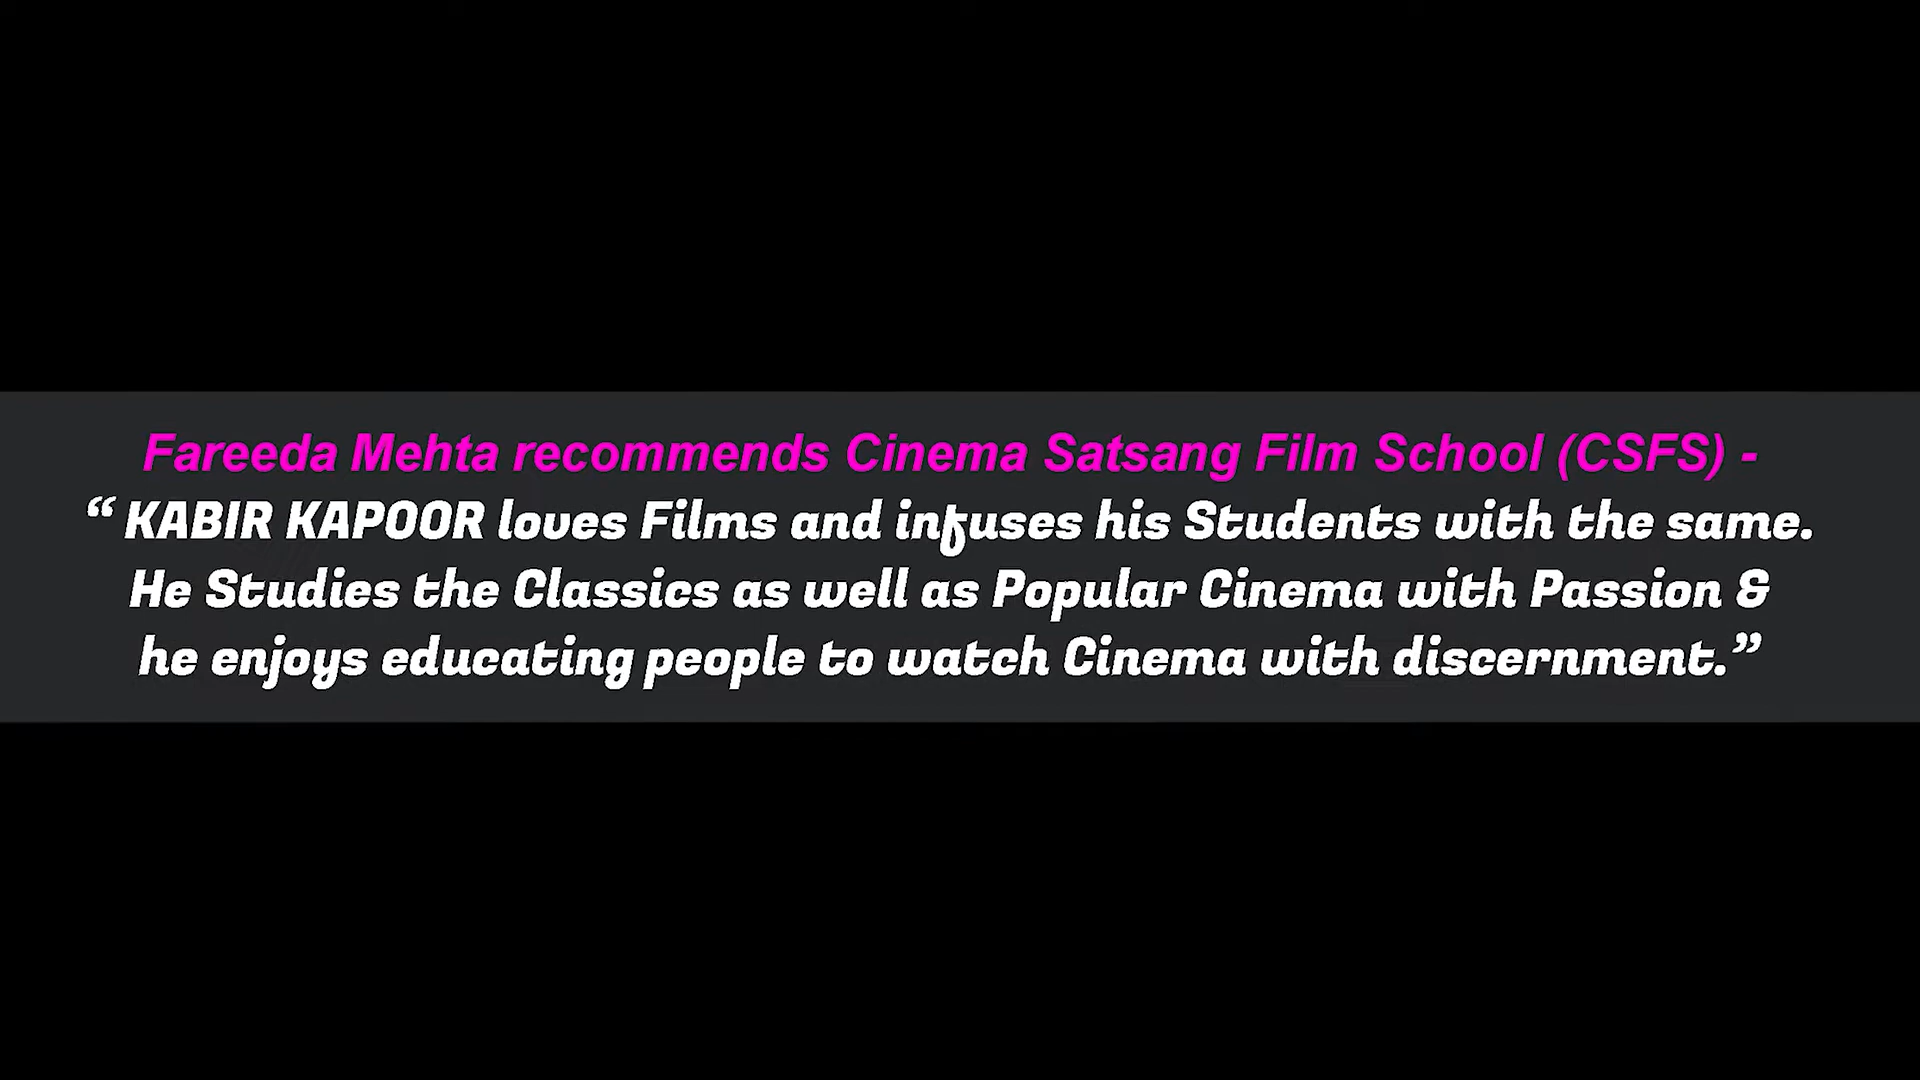 Fareeda Mehta recommends Cinema Satsang Film School (CSFS) -
“ KABIR KAPOOR loves Films and infuses his Students with the same.
He Studies the Classics as well as Popular Cinema with Passion &
he enjoys educating people to watch Cinema with discernment.”